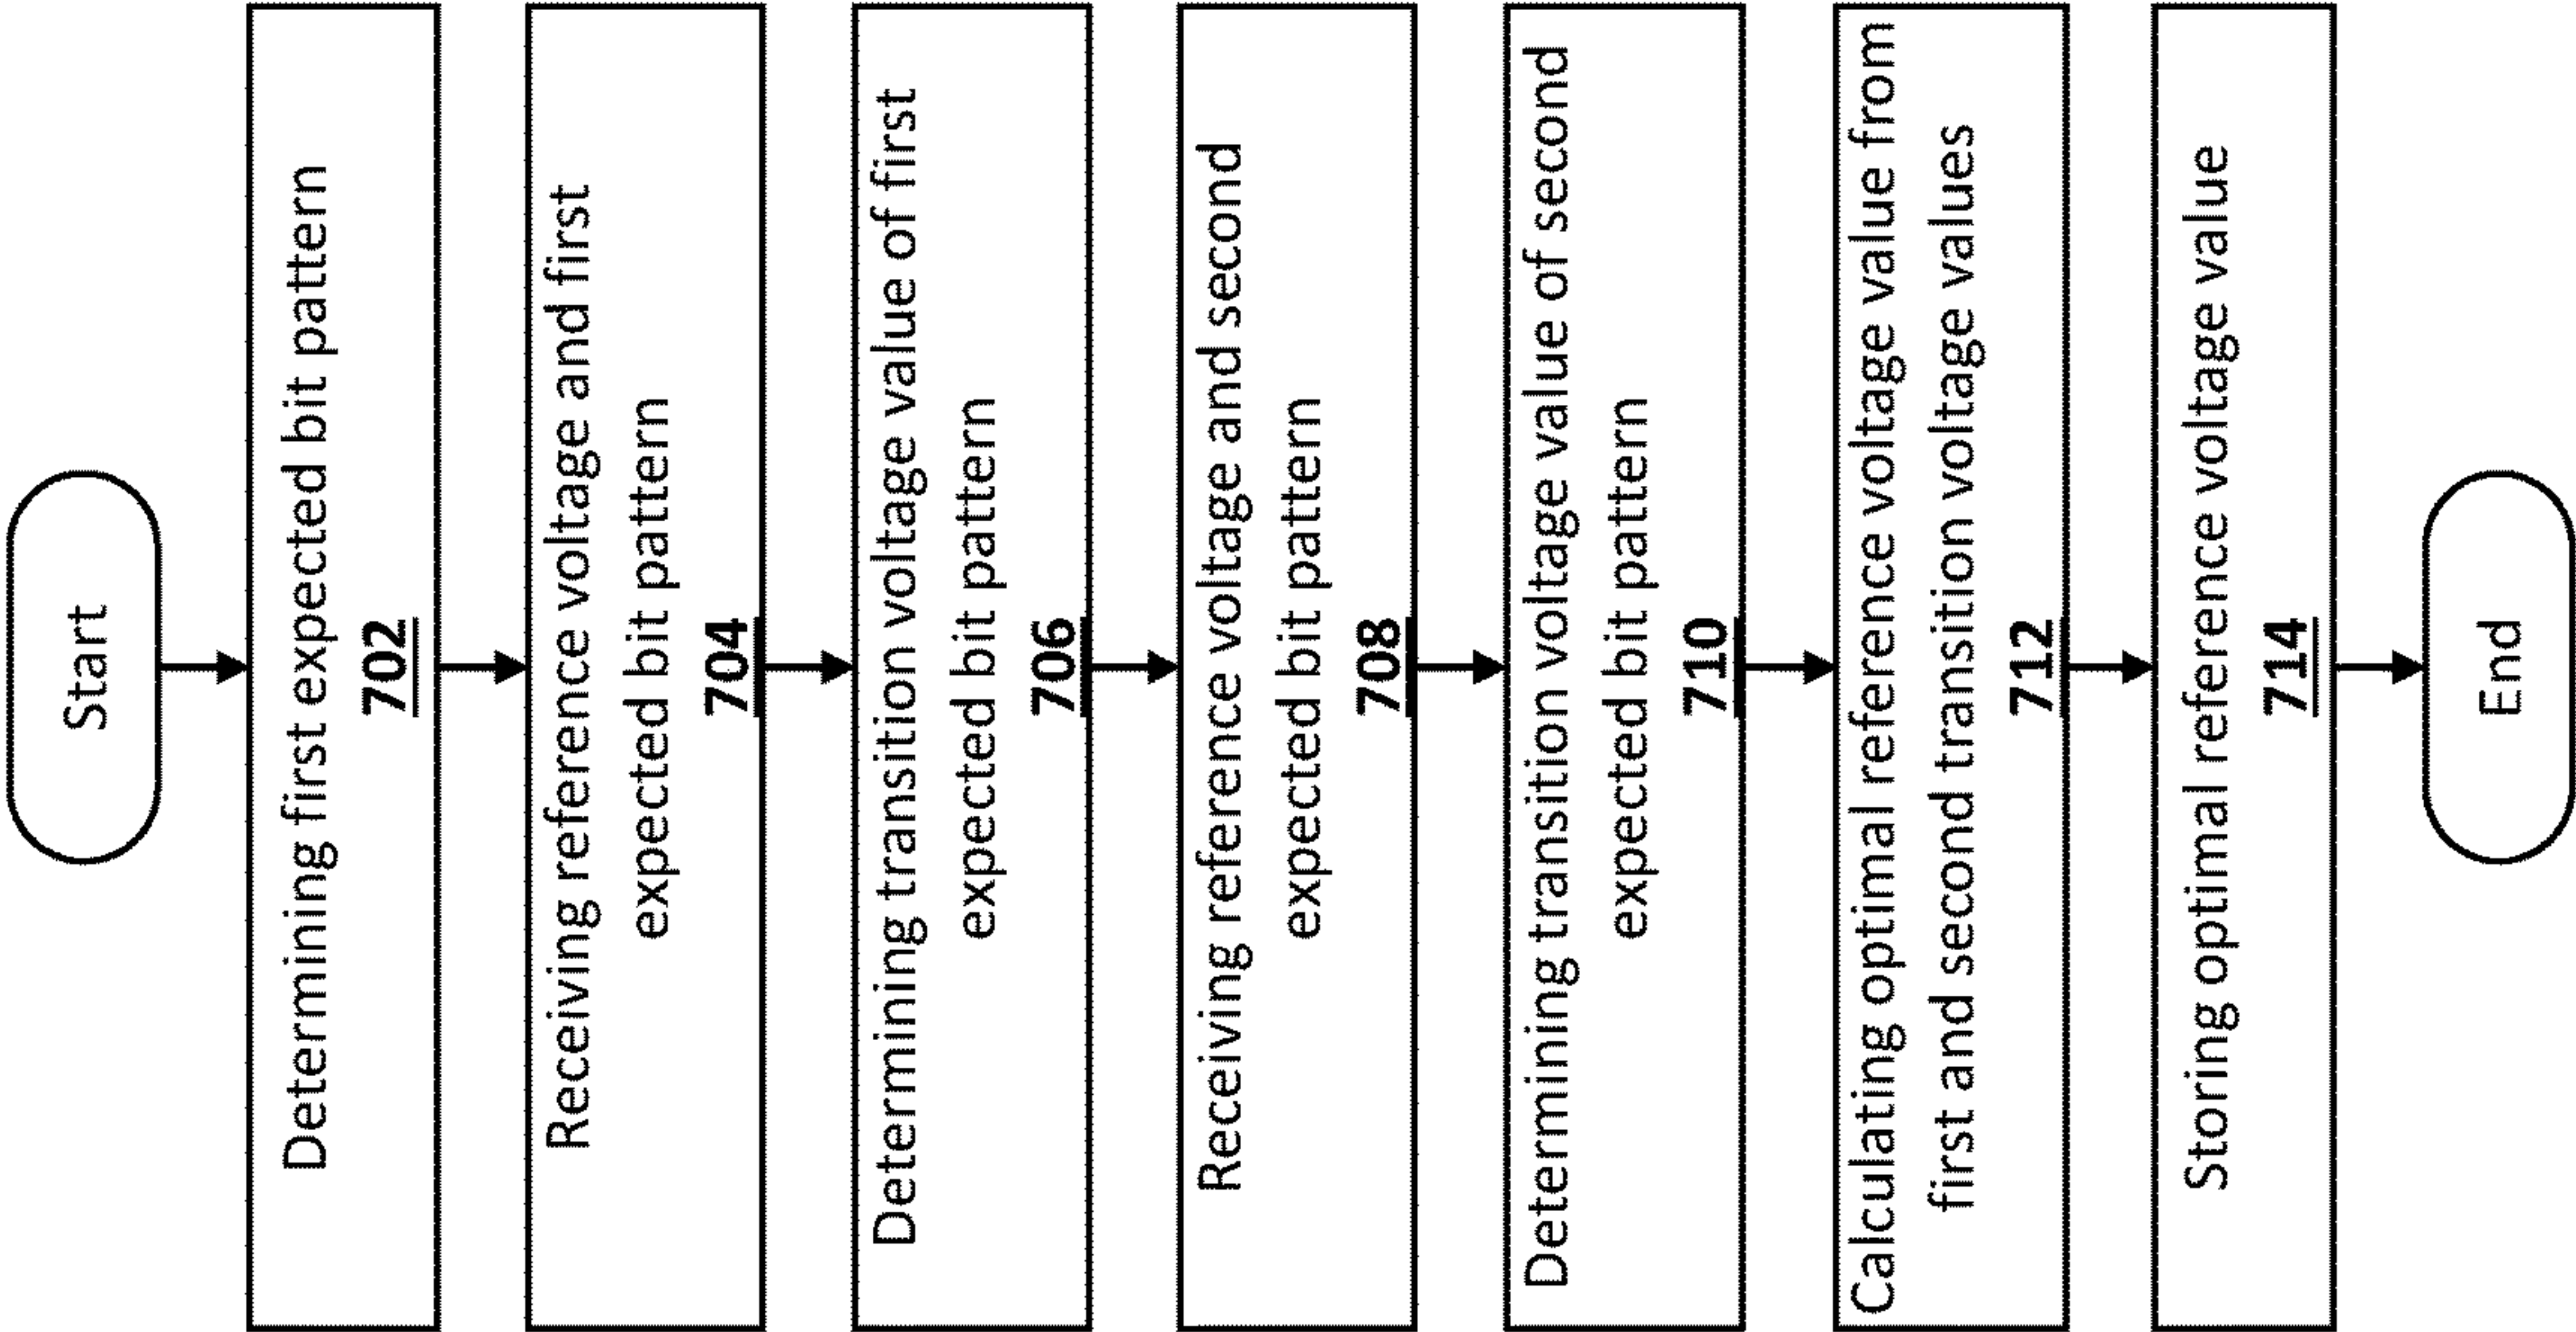 Start
Determining first expected bit pattern
702
Receiving reference voltage and first
expected bit pattern
704
Determining transition voltage value of first
expected bit pattern
706
Receiving reference voltage and second
expected bit pattern
708
Determining transition voltage value of second
expected bit pattern
710
Calculating optimal reference voltage value from
first and second transition voltage values
712
Storing optimal reference voltage value
714
End